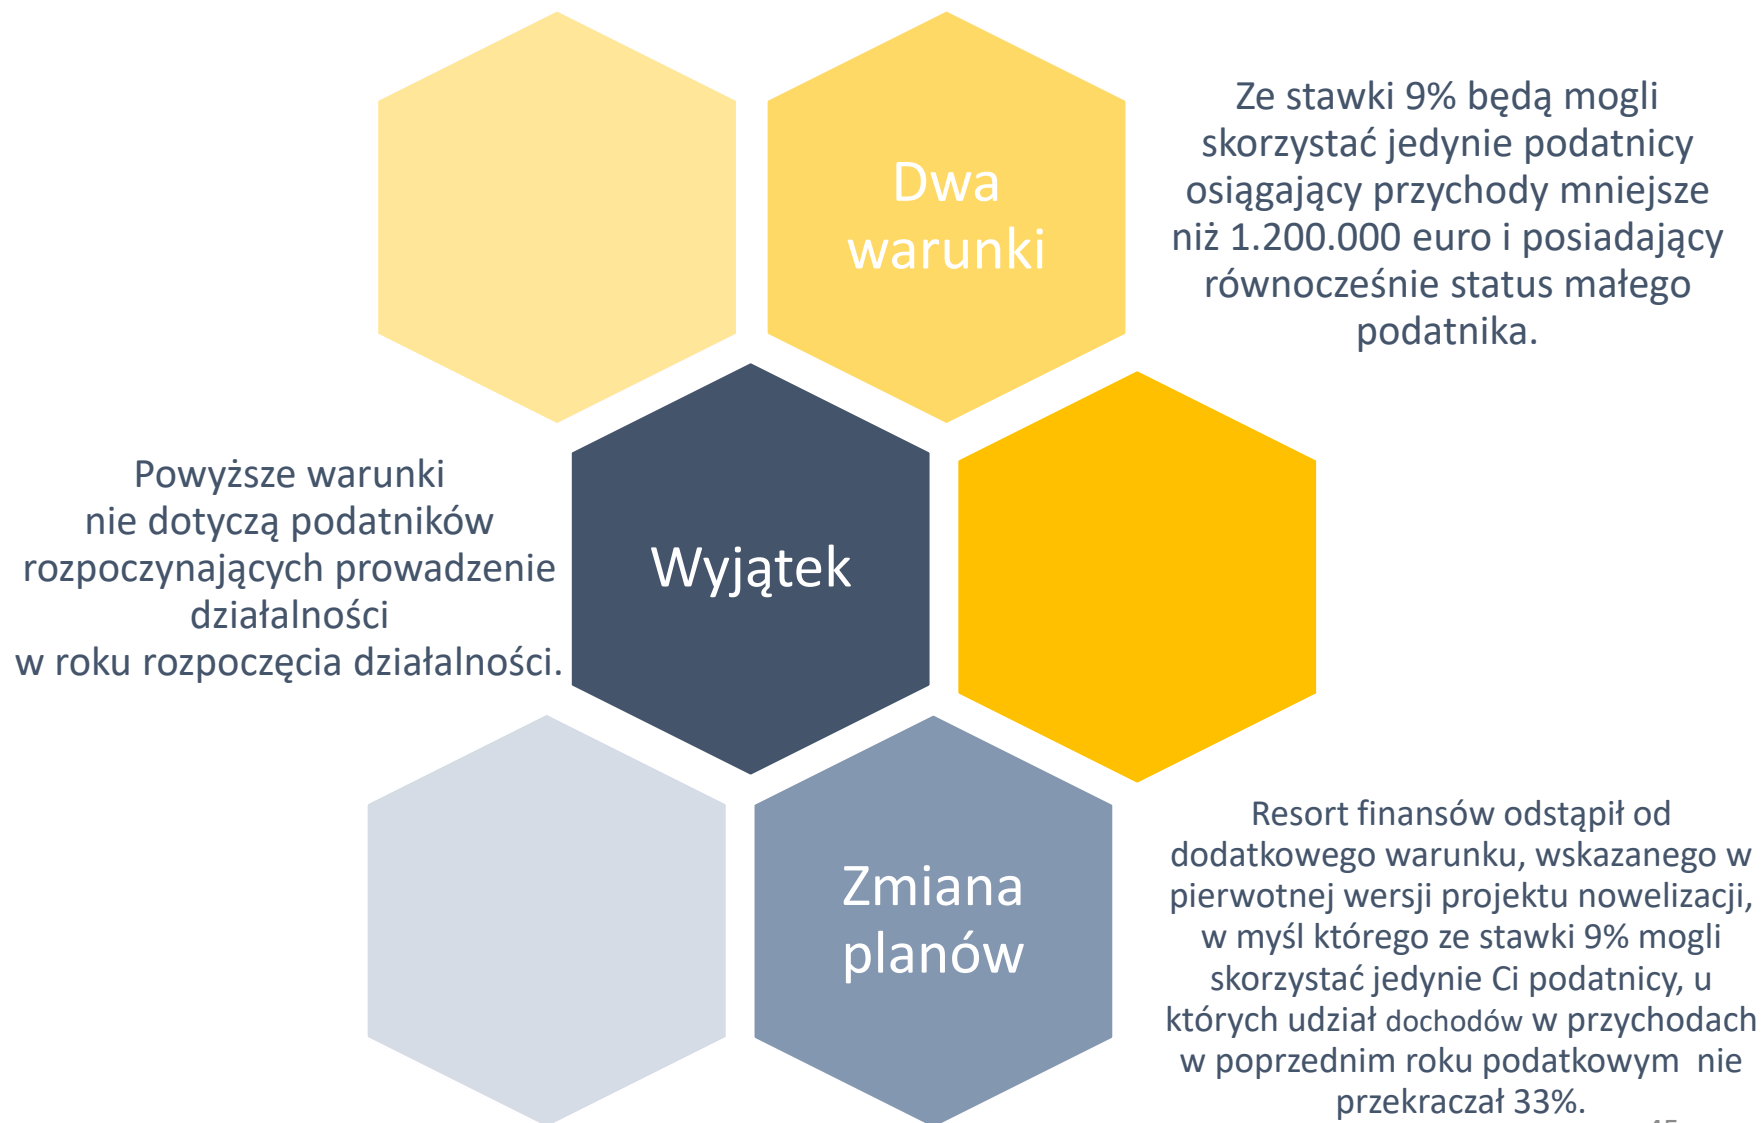 Dwa
warunki
Ze stawki 9% będą mogli
skorzystać jedynie podatnicy
osiągający przychody mniejsze
niż 1.200.000 euro i posiadający
równocześnie status małego
podatnika.
Powyższe warunki
nie dotyczą podatników
rozpoczynających prowadzenie
działalności
w roku rozpoczęcia działalności.
Wyjątek
Zmiana
planów
Resort finansów odstąpił od
dodatkowego warunku, wskazanego w
pierwotnej wersji projektu nowelizacji,
w myśl którego ze stawki 9% mogli
skorzystać jedynie Ci podatnicy, u
których udział dochodów w przychodach
w poprzednim roku podatkowym nie
przekraczał 33%.